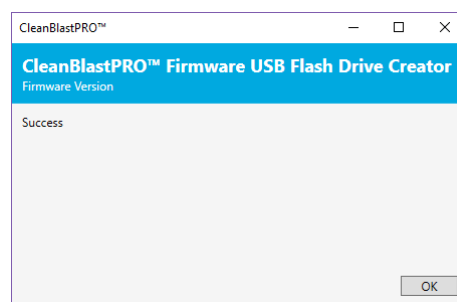 CleanBlastPRO™
CleanBlastPRO™ Firmware USB Flash Drive Creator
Firmware Version
Success
OK